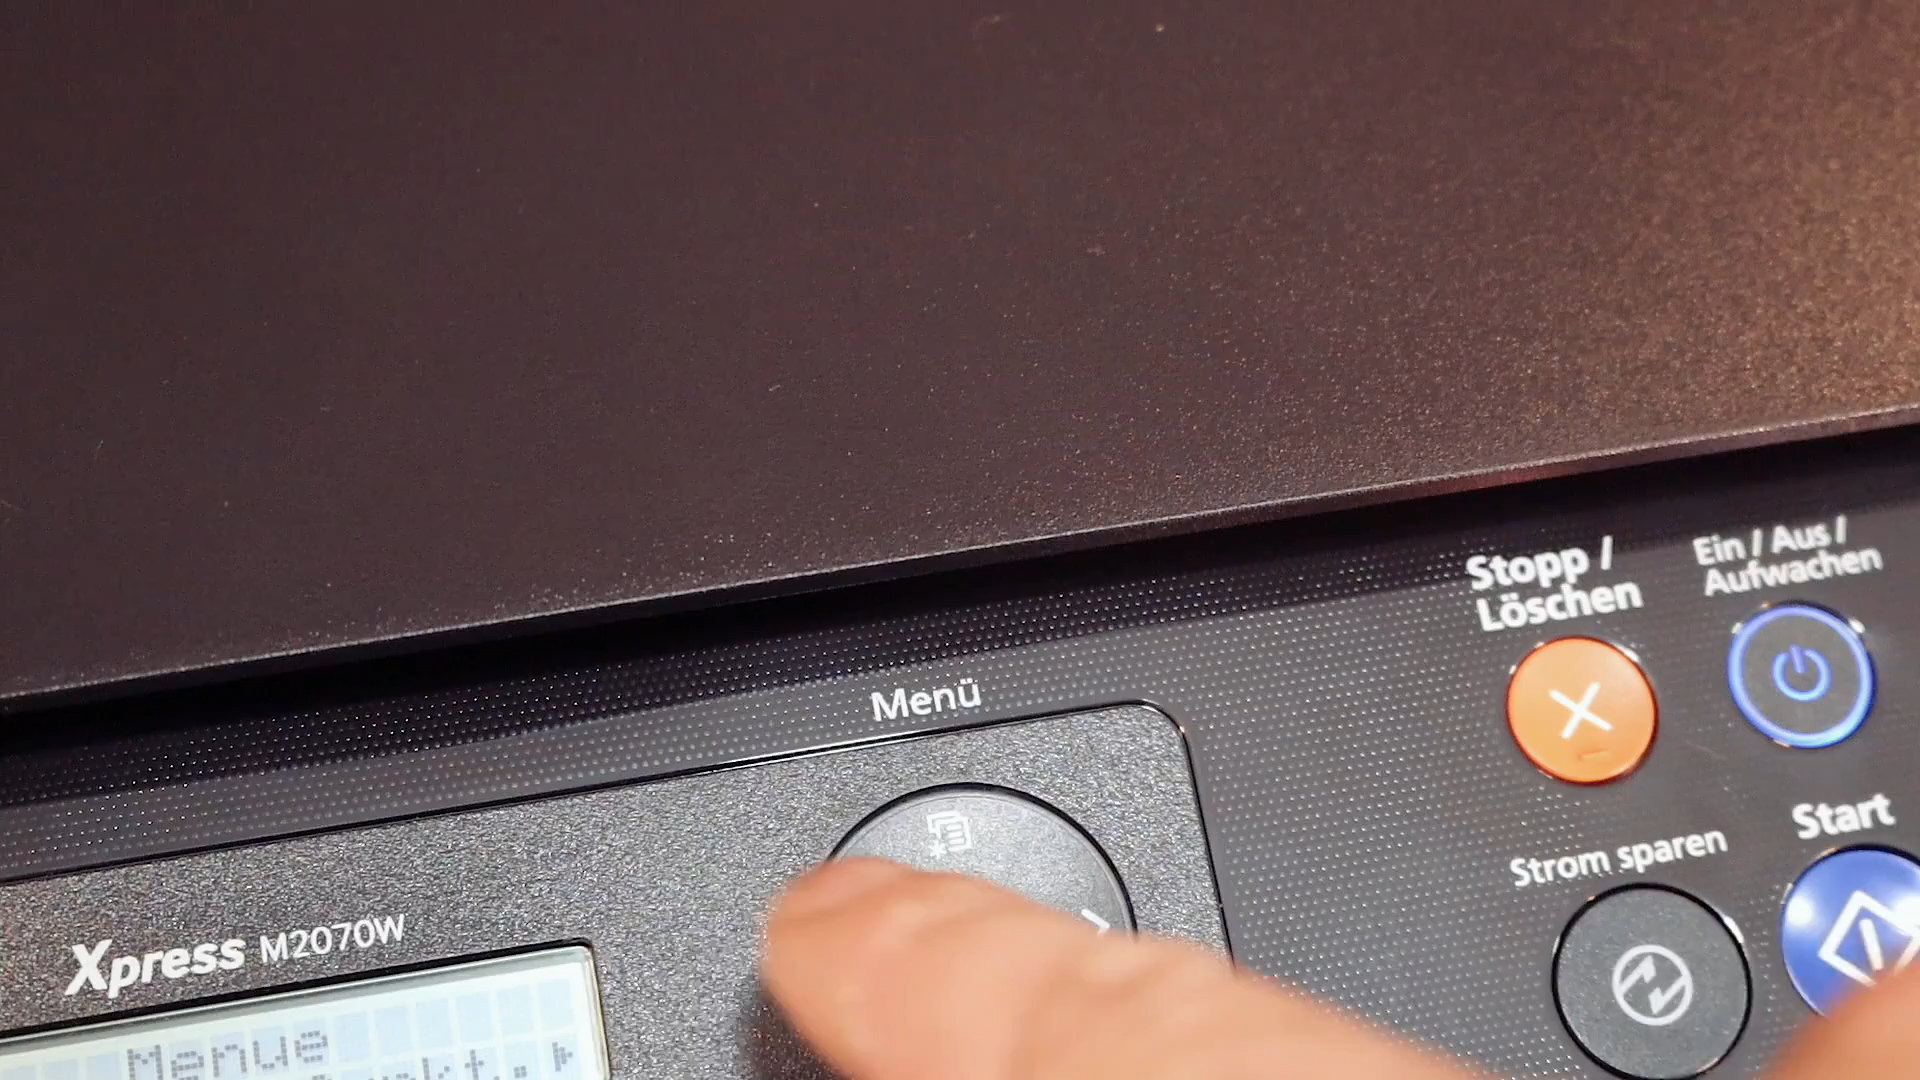 Stopp /
Löschen
Ein / Aus /
Aufwachen
Menü
Start
Strom sparen
Xpress M2070W
Menue